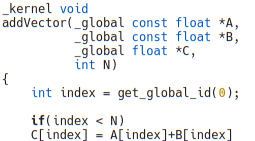 _kernel void
addVector(_global const float *A,
_global const float *B,
_global float *C,
int N)
{
int index = get_global_id(0);
if(index < N)
C[index] = A[index]+B[index]